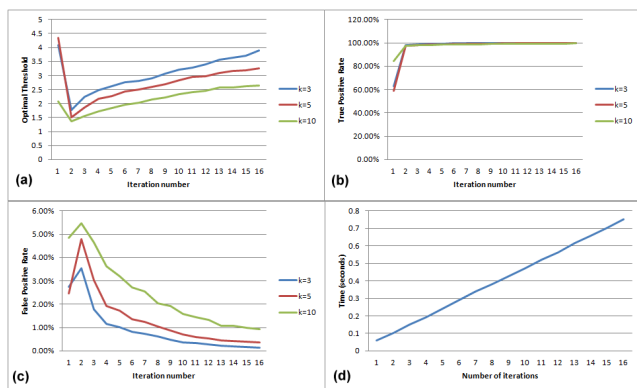 5
4.5
4
3.5
3
2.5
2
1.5
1
0.5
0
Optimal Threshold
1 2 3 4 5 6 7 8 9 10 11 12 13 14 15 16
Iteration number
k=3
k=5
k=10
(a)
120.00%
100.00%
80.00%
60.00%
40.00%
20.00%
0.00%
True Positive Rate
1 2 3 4 5 6 7 8 9 10 11 12 13 14 15 16
Iteration number
k=3
k=5
k=10
(b)
6.00%
5.00%
4.00%
3.00%
2.00%
1.00%
0.00%
Fake Positive Rate
1 2 3 4 5 6 7 8 9 10 11 12 13 14 15 16
Iteration number
k=3
k=5
k=10
(c)
0.8
0.7
0.6
0.5
0.4
0.3
0.2
0.1
0
Time (seconds)
1 2 3 4 5 6 7 8 9 10 11 12 13 14 15 16
Number of iterations
(d)